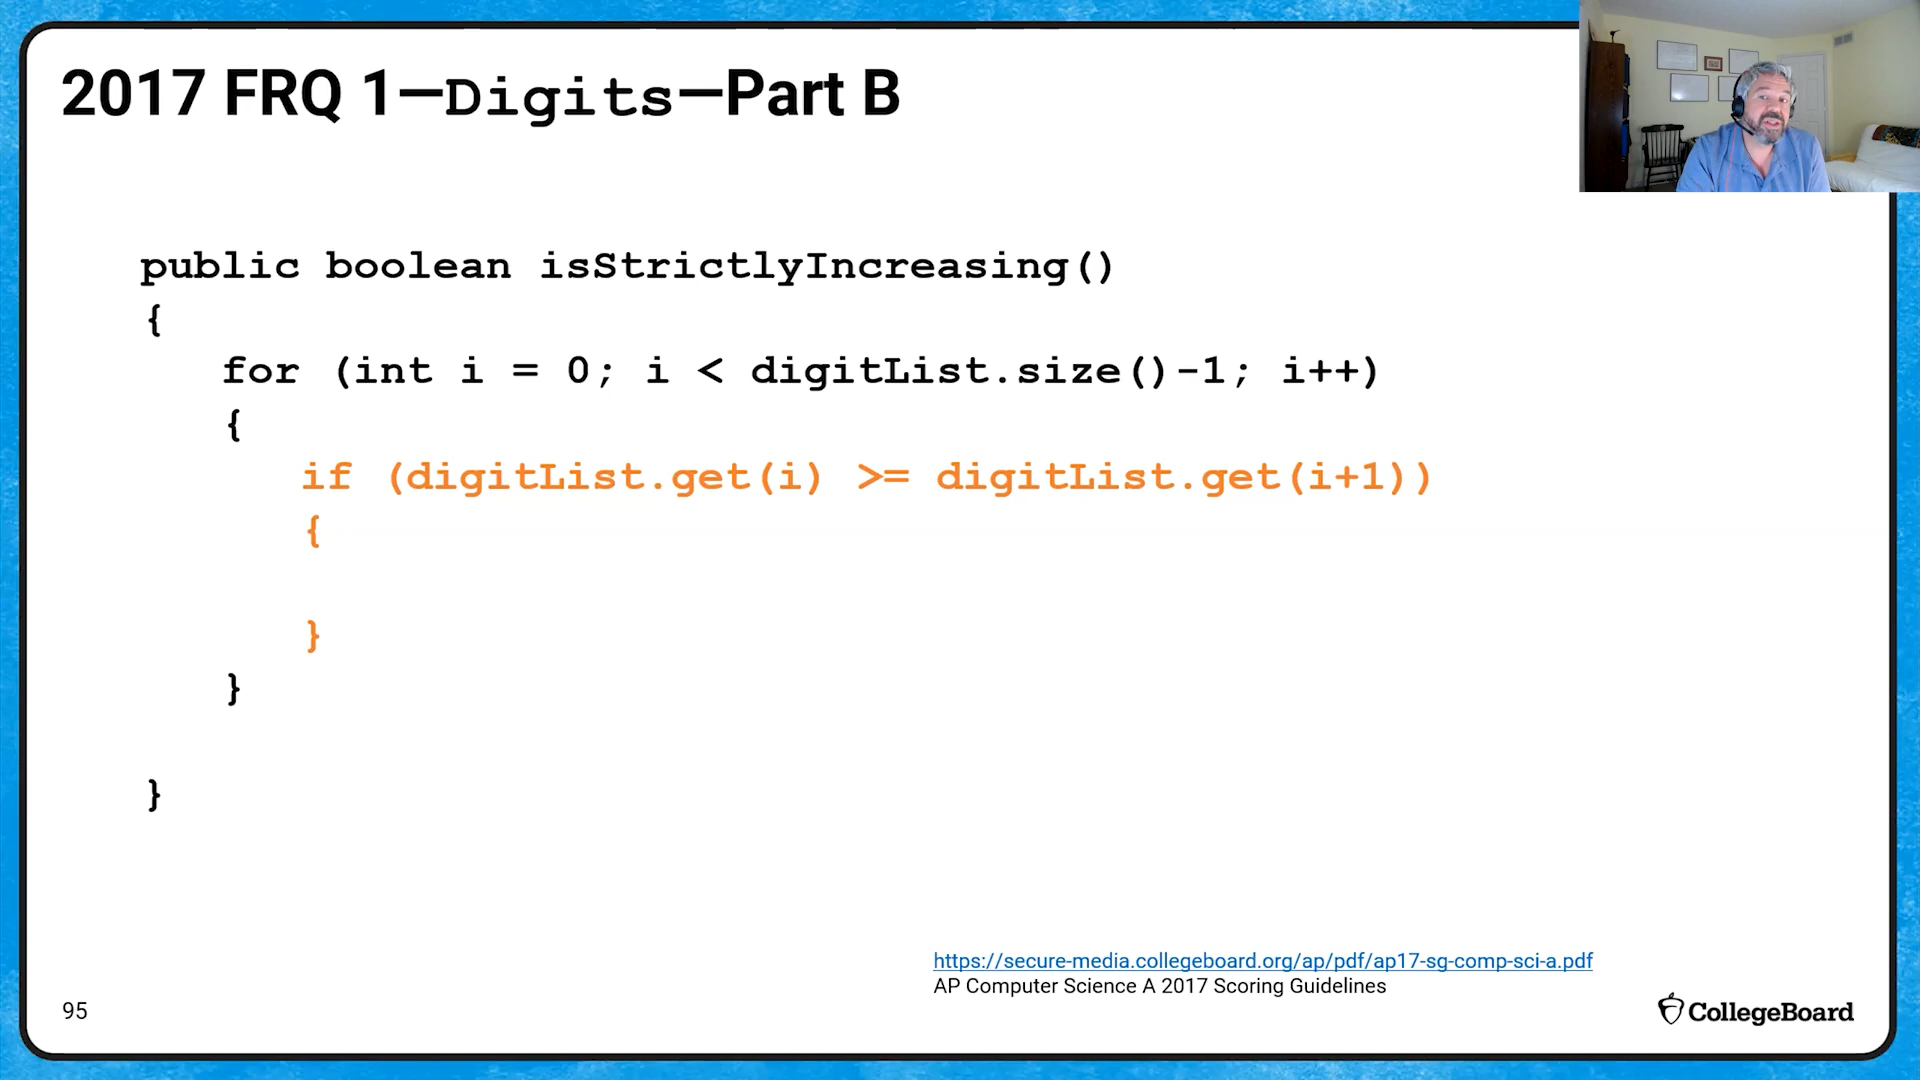 2017 FRQ 1—Digits—Part B
public boolean isStrictlyIncreasing()
{
for (int i = 0; i < digitList.size()-1; i++)
{
if (digitList.get(i) >= digitList.get(i+1))
{
}
}
}
https://secure-media.collegeboard.org/ap/pdf/ap17-sg-comp-sci-a.pdf
AP Computer Science A 2017 Scoring Guidelines
95
CollegeBoard